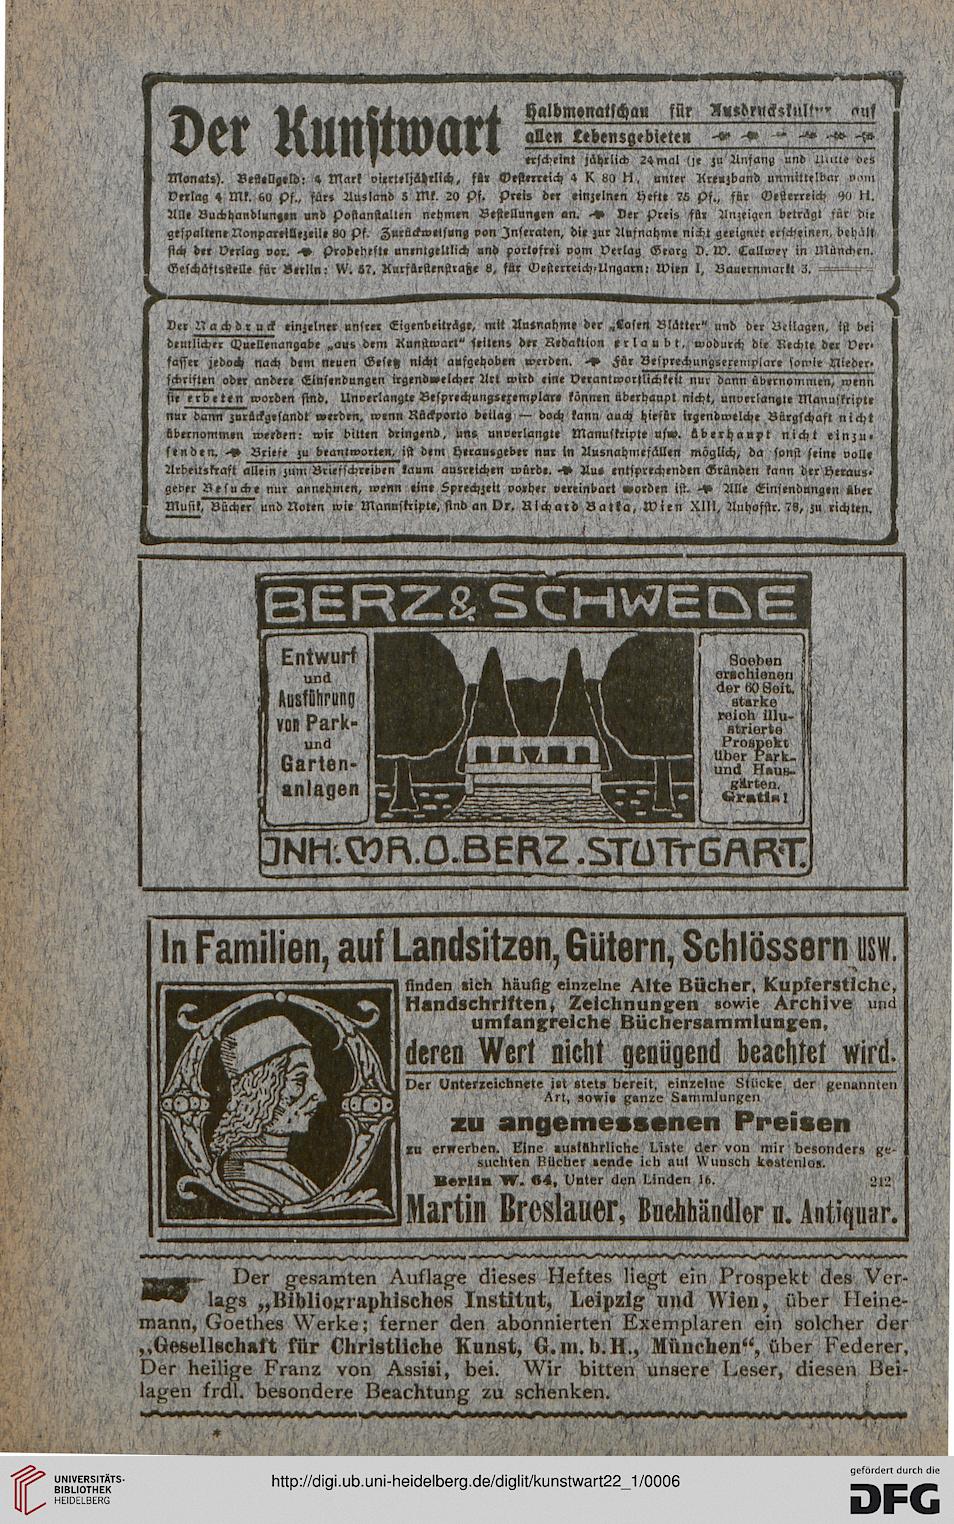 Der Kunstwart
Halbmonatschau für Ausdruckskultur auf
allen Lebensgebieten
erscheint jährlich 24 mal (je zu Anfang und Mitte des
Monats). Bestellgeld: 4 Mark vierteljährlich, für Oesterreich 4 K 80 H, unter Kreuzband unmittelbar vom
Verlag 4 Mk. 60 Pf., fürs Ausland 5 Mk. 20 Pf. Preis der einzelnen Hefte 75 Pf., für Oesterreich 90 H.
Alle Buchhandlungen und Postanstalten nehmen Bestellungen an. Der Preis für Anzeigen beträgt für die
gespaltene Nonpareillezeile 80 Pf. Zurückweisung von Inseraten, die zur Aufnahme nicht geeignet erscheinen, behält
sich der Verlag vor. Probehefte unentgeltlich und portofrei vom Verlag Georg D. W. Callwey in München.
Geschäftsstelle für Berlin: W. 57, Kurfürstenstraße 8, für Oesterreich-Ungarn: Wien I, Bauernmarkt 3.
Der Nachdruck einzelner unsrer Eigenbeiträge, mit Ausnahme der „Losen Blätter" und der Beilagen, ist bei
deutlicher Quellenangabe „aus dem Kunstwart" seitens der Redaktion erlaubt, wodurch die Rechte der Ver-
fasser jedoch nach dem neuen Gesetz nicht aufgehoben werden. Für Besprechungsexemplare sowie Nieder-
schriften oder andere Einsendungen irgendwelcher Art wird eine Verantwortlichkeit nur dann übernommen, wenn
sie erbeten worden sind. Unverlangte Besprechungsexemplare können überhaupt nicht, unverlangte Manuskripte
nur dann zurückgesandt werden, wenn Rückporto beilag — doch kann auch hiefür irgendwelche Bürgschaft nicht
übernommen werden: wir bitten dringend, uns unverlangte Manuskripte usw. überhaupt nicht einzu-
senden. Briefe zu beantworten, ist dem Herausgeber nur in Ausnahmefällen möglich, da sonst seine volle
Arbeitskraft allein zum Briefschreiben kaum ausreichen würde. Aus entsprechenden Gründen kann der Heraus-
geber Besuche nur annehmen, wenn eine Sprechzeit vorher vereinbart worden ist. Alle Einsendungen über
Musik, Bücher und Noten wie Manuskripte, sind an Dr. Richard Batka, Wien XIII, Auhofstr. 78, zu richten.
BERZ & SCHWEDE
Entwurf
und
Ausführung
von Park-
und
Garten-
anlagen
Soeben
erschienen
der 60 Seit.
starke
reich illu-
strierte
Prospekt
über Park-
und Haus-
gärten.
Gratis!
JNH: MR.O.BERZ.STUTTGART.
In Familien, auf Landsitzen, Gütern, Schlössern usw.
finden sich häufig einzelne Alte Bücher, Kupferstiche,
Handschriften, Zeichnungen sowie Archive und
umfangreiche Büchersammlungen,
deren Wert nicht genügend beachtet wird.
Der Unterzeichnete ist stets bereit, einzelne Stücke der genannten
Art, sowie ganze Sammlungen
zu angemessenen Preisen
zu erwerben. Eine ausführliche Liste der von mir besonders ge-
suchten Bücher sende ich auf Wunsch kostenlos.
Berlin W. 64, Unter den Linden 16. 212
Martin Breslauer, Buchhändler u. Antiquar.
Der gesamten Auflage dieses Heftes liegt ein Prospekt des Ver-
lags „Bibliographisches Institut, Leipzig und Wien, über Heine-
mann, Goethes Werke; ferner den abonnierten Exemplaren ein solcher der
„Gesellschaft für Christliche Kunst, G. m. b. H., München", über Federer,
Der heilige Franz von Assisi, bei. Wir bitten unsere Leser, diesen Bei-
lagen frdl. besondere Beachtung zu schenken.
*
UNIVERSITÄTS-
BIBLIOTHEK
HEIDELBERG
http://digi.ub.uni-heidelberg.de/diglit/kunstwart22_1/0006
gefördert durch die
DFG